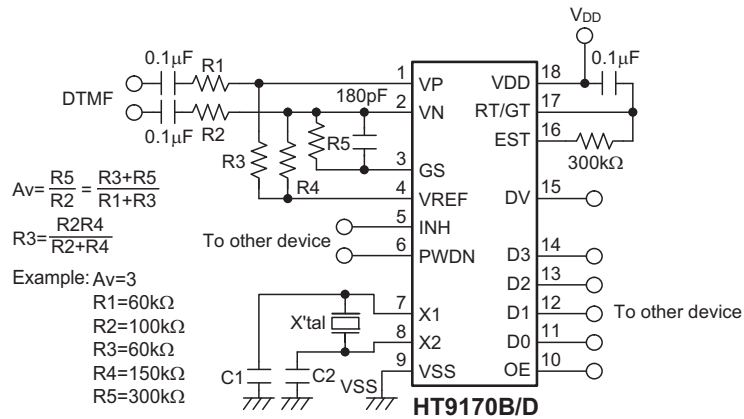 VDD
0.1µF
0.1µF
R1
DTMF
0.1µF
R2
180pF
R3
R4
R5
1
VP
2
VN
3
GS
4
VREF
5
INH
6
PWDN
7
X1
8
X2
9
VSS
18
VDD
17
RT/GT
16
EST
300kΩ
15
DV
14
D3
13
D2
12
D1
11
D0
10
OE
To other device
To other device
Av=R5/R2=R3+R5/R1+R3
R3=R2R4/R2+R4
Example: Av=3
R1=60kΩ
R2=100kΩ
R3=60kΩ
R4=150kΩ
R5=300kΩ
X'tal
C1
C2
VSS
HT9170B/D